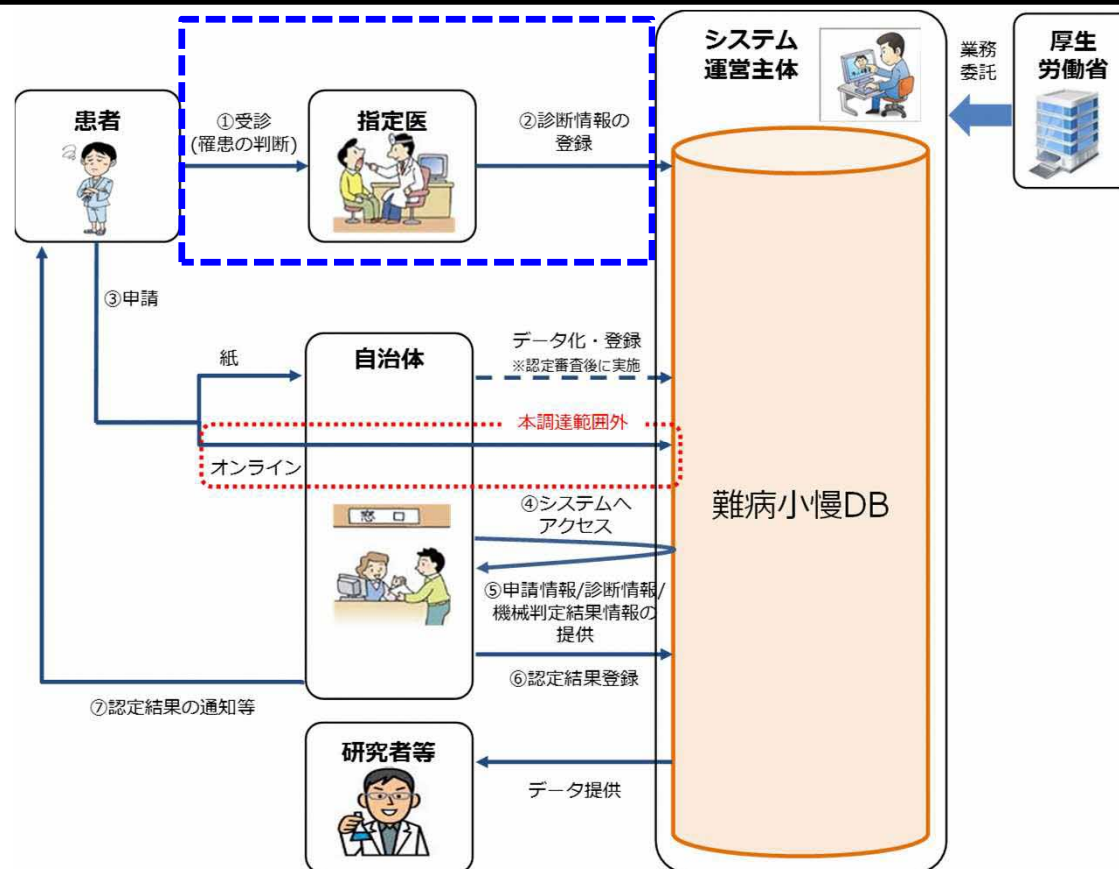 システム
運営主体
業務
委託
厚生
労働省
患者
①受診
(罹患の判断)
指定医
②診断情報の
登録
③申請
紙
自治体
データ化・登録
※認定審査後に実施
本調達範囲外
オンライン
窓口
④システムへ
アクセス
難病小慢DB
⑤申請情報/診断情報/
機械判定結果情報の
提供
⑥認定結果登録
⑦認定結果の通知等
研究者等
データ提供